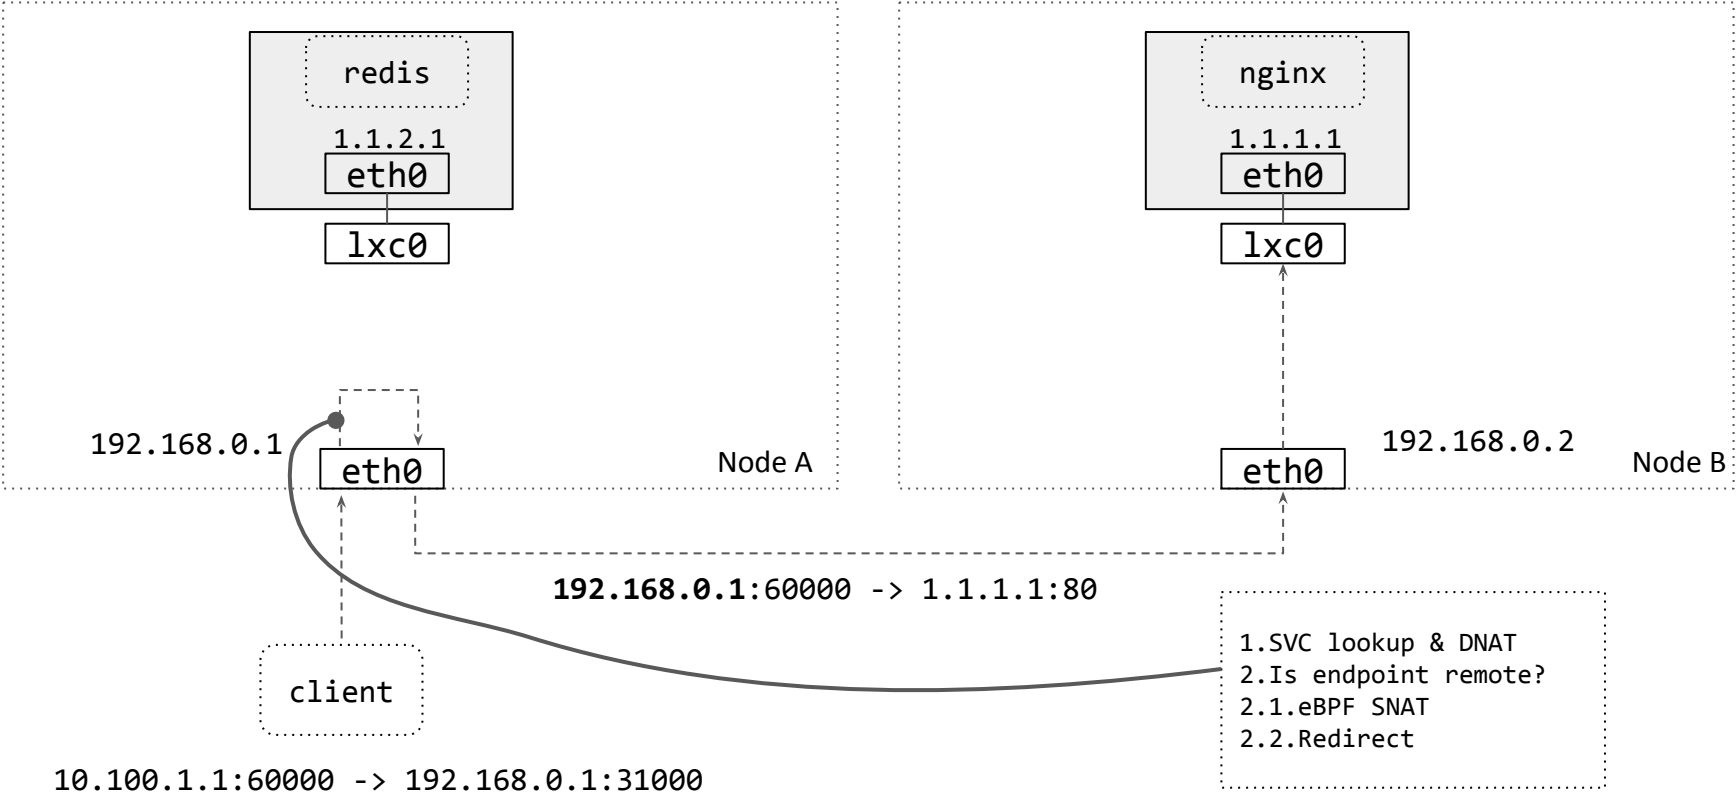 redis
1.1.2.1
eth0
lxc0
nginx
1.1.1.1
eth0
lxc0
192.168.0.1
eth0
Node A
192.168.0.2
eth0
Node B
192.168.0.1:60000 -> 1.1.1.1:80
client
10.100.1.1:60000 -> 192.168.0.1:31000
1.SVC lookup & DNAT
2.Is endpoint remote?
2.1.eBPF SNAT
2.2.Redirect